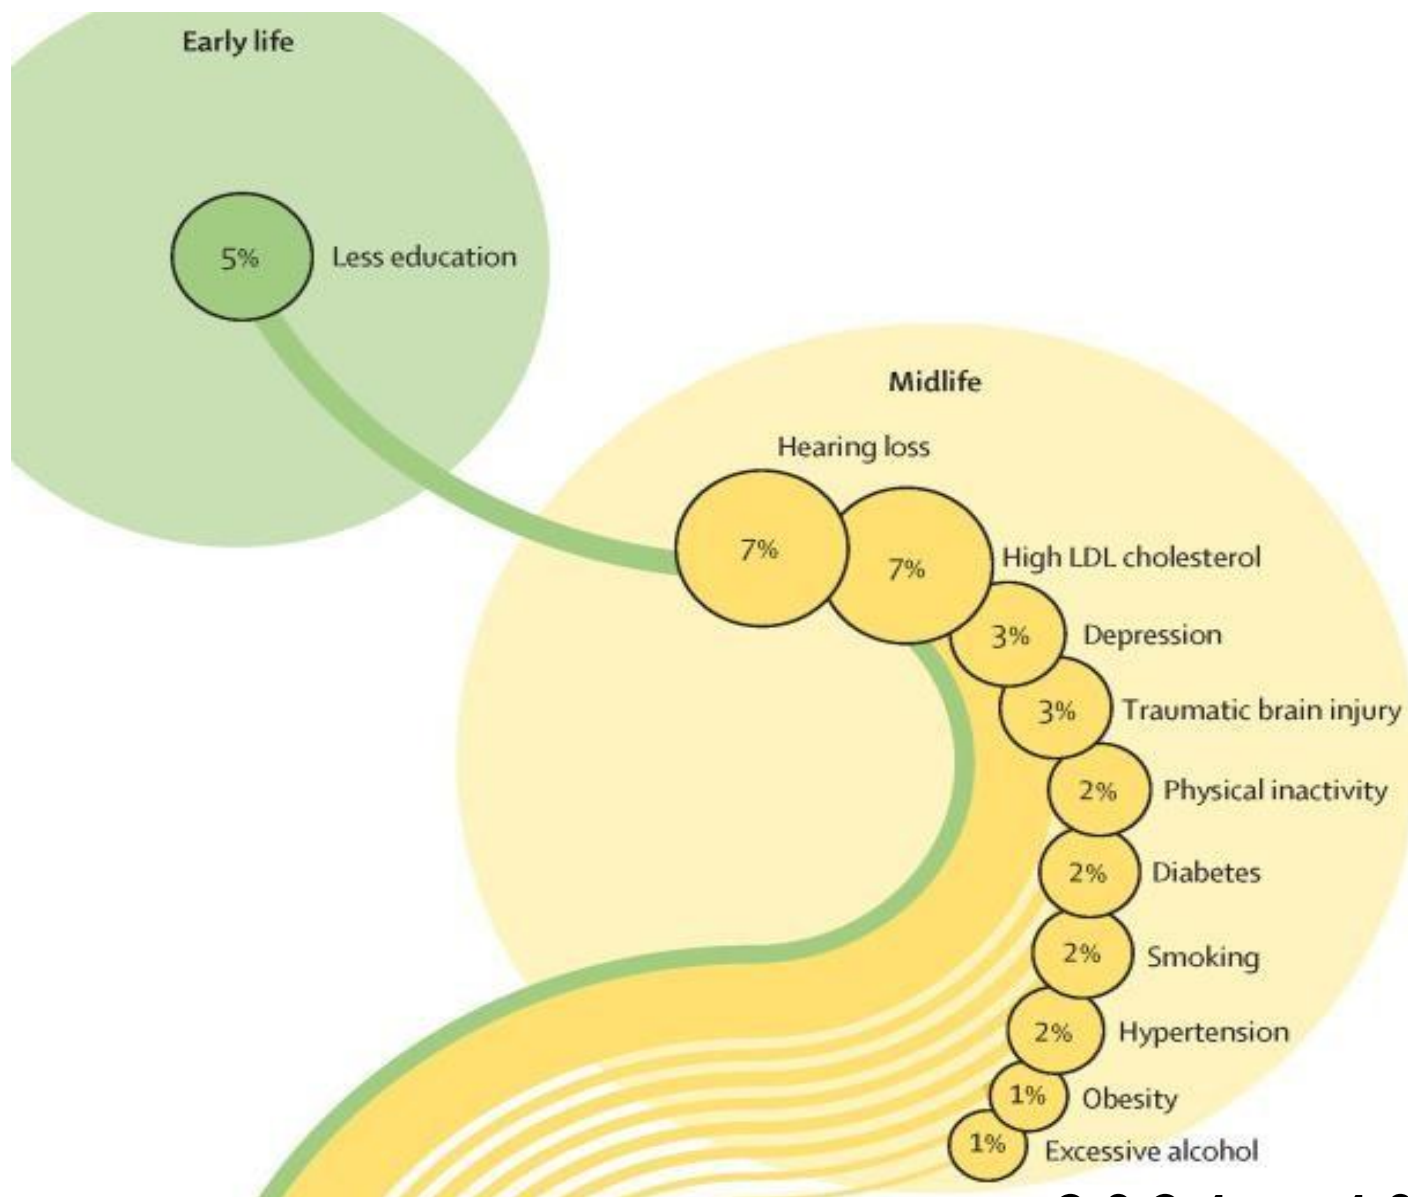 Early life
5% Less education
Midlife
Hearing loss
7%
7% High LDL cholesterol
3% Depression
3% Traumatic brain injury
2% Physical inactivity
2% Diabetes
2% Smoking
2% Hypertension
1% Obesity
1% Excessive alcohol